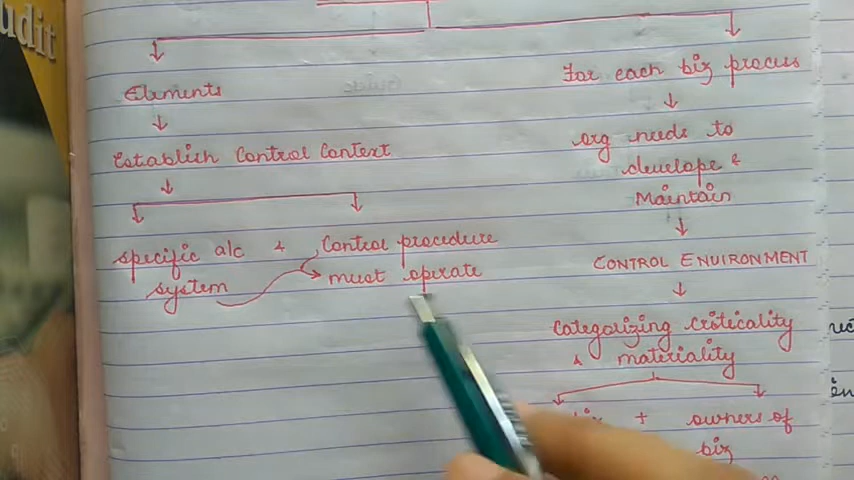 udit
Elements
Establish Control Context
specific a/c & Control procedure
system must operate
For each biz process
org needs to
develope &
Maintain
CONTROL ENVIRONMENT
Categorizing criticality
& materiality
+ owners of
biz